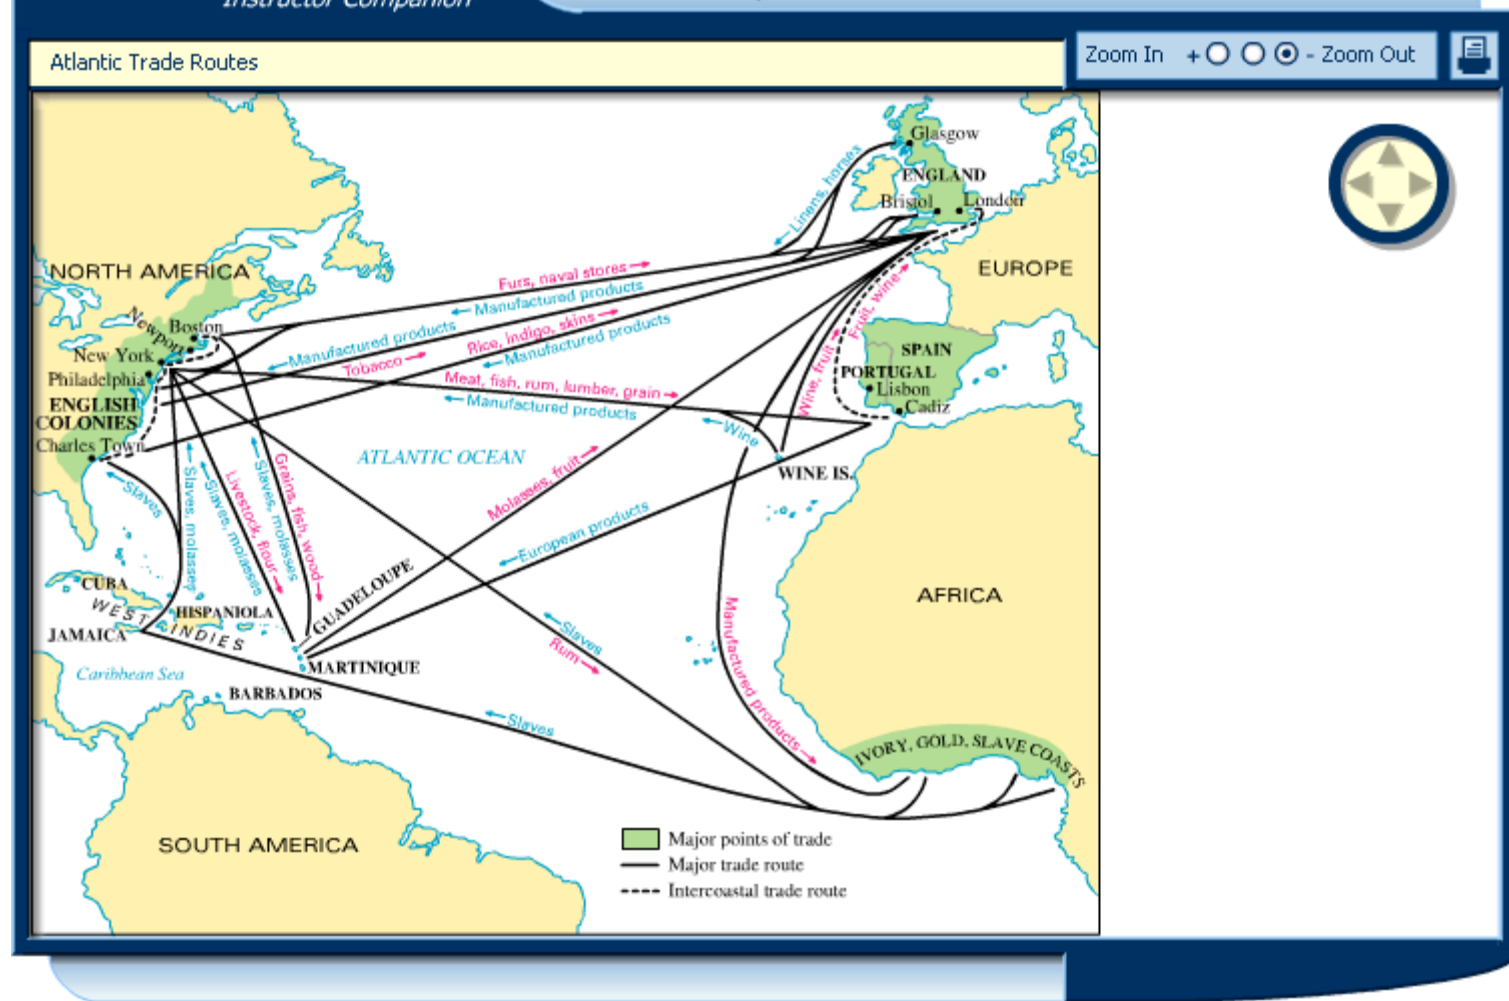 Instructor Companion
Atlantic Trade Routes
Zoom In + - Zoom Out
Glasgow
ENGLAND
Bristol
London
Linens, horses
NORTH AMERICA
EUROPE
Furs, naval stores
Manufactured products
Manufactured products
Rice, indigo, skins
Manufactured products
Tobacco
Fruit, wine
Wine, fruit
Boston
Newport
New York
Philadelphia
ENGLISH
COLONIES
Charles Town
SPAIN
PORTUGAL
Lisbon
Cadiz
Meat, fish, rum, lumber, grain
Manufactured products
Wine
WINE IS.
ATLANTIC OCEAN
Molasses, fruit
European products
Slaves
Slaves, molasses
Livestock, flour
Slaves, molasses
Slaves, molasses
Grains, fish, wood
CUBA
WEST INDIES
HISPANIOLA
JAMAICA
GUADELOUPE
MARTINIQUE
BARBADOS
Caribbean Sea
AFRICA
Slaves
Rum
Manufactured products
Slaves
IVORY, GOLD, SLAVE COASTS
SOUTH AMERICA
Major points of trade
Major trade route
Intercoastal trade route